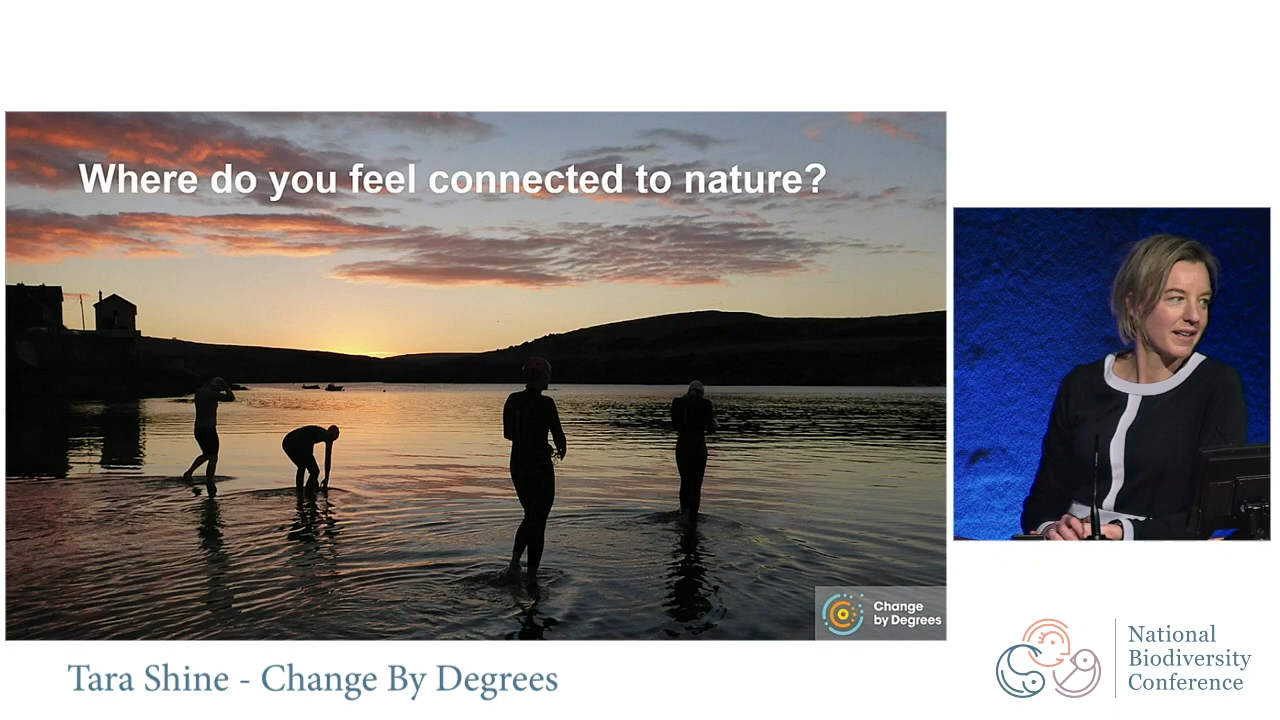 Where do you feel connected to nature?
Change
by Degrees
Tara Shine - Change By Degrees
National
Biodiversity
Conference